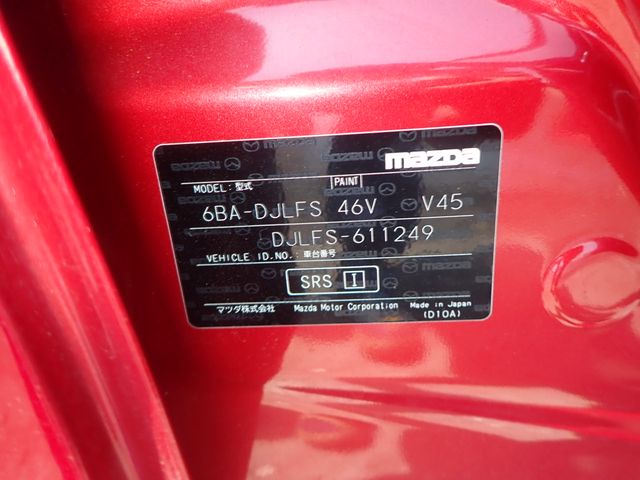 mazda
MODEL: 型式 PAINT
6BA-DJLFS 46V V45
DJLFS-611249
VEHICLE ID.NO.: 車台番号
SRS I
マツダ株式会社 Mazda Motor Corporation Made in Japan
(D10A)